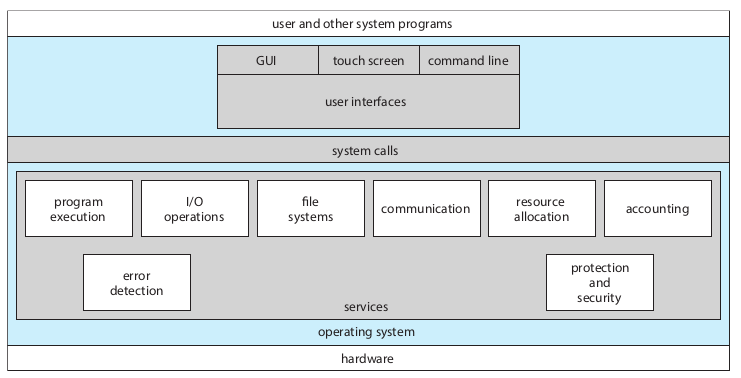 user and other system programs
GUI
touch screen
command line
user interfaces
system calls
program
execution
I/O
operations
file
systems
communication
resource
allocation
accounting
error
detection
protection
and
security
services
operating system
hardware